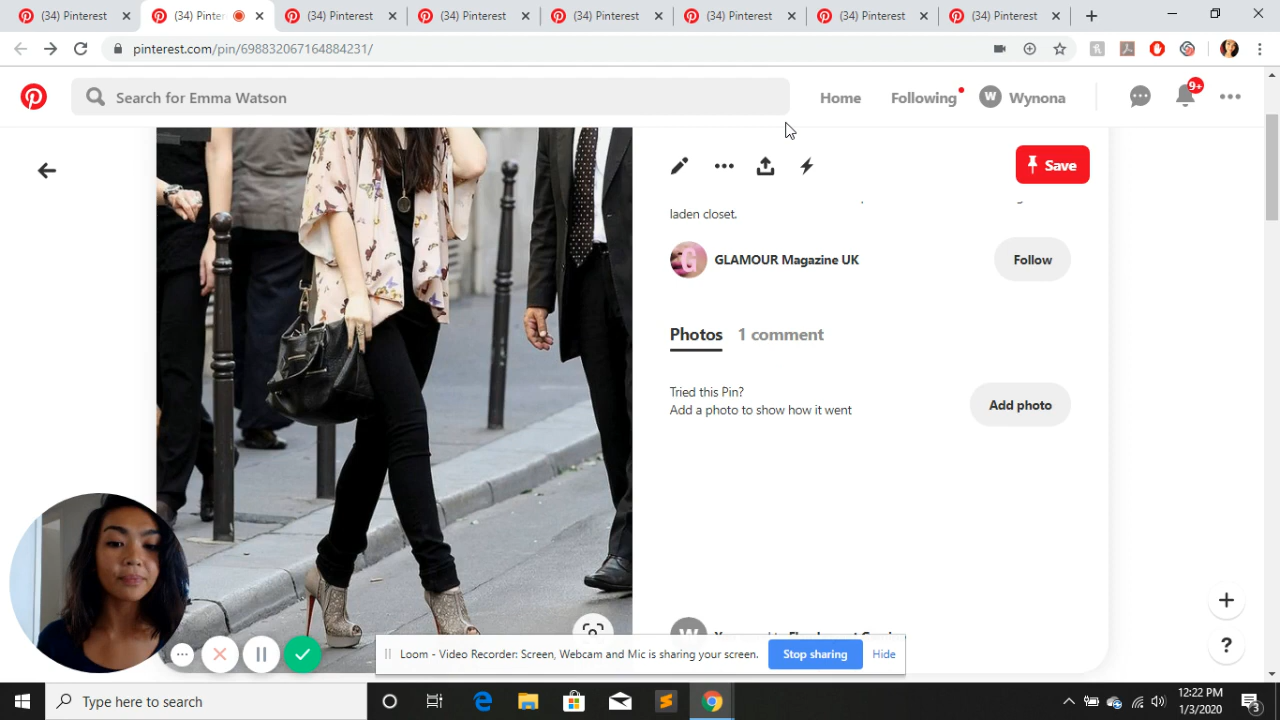 (34) Pinterest
(34) Pinter
(34) Pinterest
(34) Pinterest
(34) Pinterest
(34) Pinterest
(34) Pinterest
(34) Pinterest
pinterest.com/pin/698832067164884231/
Search for Emma Watson
Home
Following
W
Wynona
9+
Save
laden closet.
G
GLAMOUR Magazine UK
Follow
Photos
1 comment
Tried this Pin?
Add a photo to show how it went
Add photo
W
?
Loom - Video Recorder: Screen, Webcam and Mic is sharing your screen.
Stop sharing
Hide
Type here to search
12:22 PM
1/3/2020
3